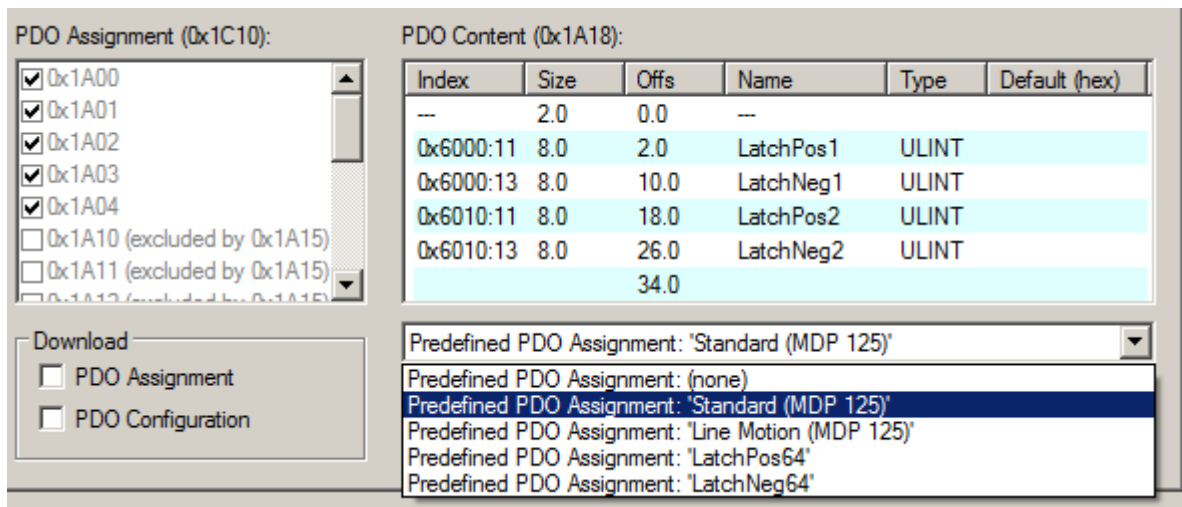 PDO Assignment (0x1C10):
0x1A00
0x1A01
0x1A02
0x1A03
0x1A04
0x1A10 (excluded by 0x1A15)
0x1A11 (excluded by 0x1A15)
0x1A12 (excluded by 0x1A15)
Download
PDO Assignment
PDO Configuration
PDO Content (0x1A18):
Index Size Offs Name Type Default (hex)
--- 2.0 0.0 ---
0x6000:11 8.0 2.0 LatchPos1 ULINT
0x6000:13 8.0 10.0 LatchNeg1 ULINT
0x6010:11 8.0 18.0 LatchPos2 ULINT
0x6010:13 8.0 26.0 LatchNeg2 ULINT
34.0
Predefined PDO Assignment: 'Standard (MDP 125)'
Predefined PDO Assignment: (none)
Predefined PDO Assignment: 'Standard (MDP 125)'
Predefined PDO Assignment: 'Line Motion (MDP 125)'
Predefined PDO Assignment: 'LatchPos64'
Predefined PDO Assignment: 'LatchNeg64'